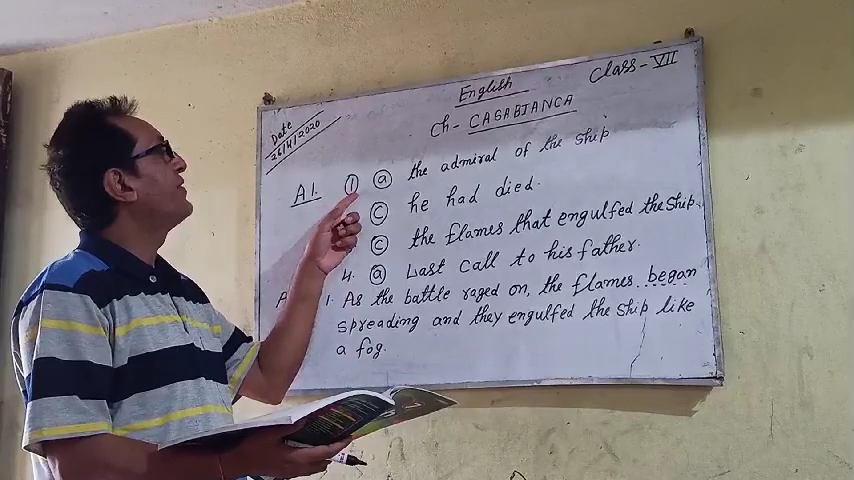 Date
26/4/2020
English
Class-VII
Ch- CASABIANCA
A1. 1 a the admiral of the ship
c he had died.
c the flames that engulfed the ship.
4. a Last call to his father.
A 1. As the battle raged on, the flames began
spreading and they engulfed the ship like
a fog.